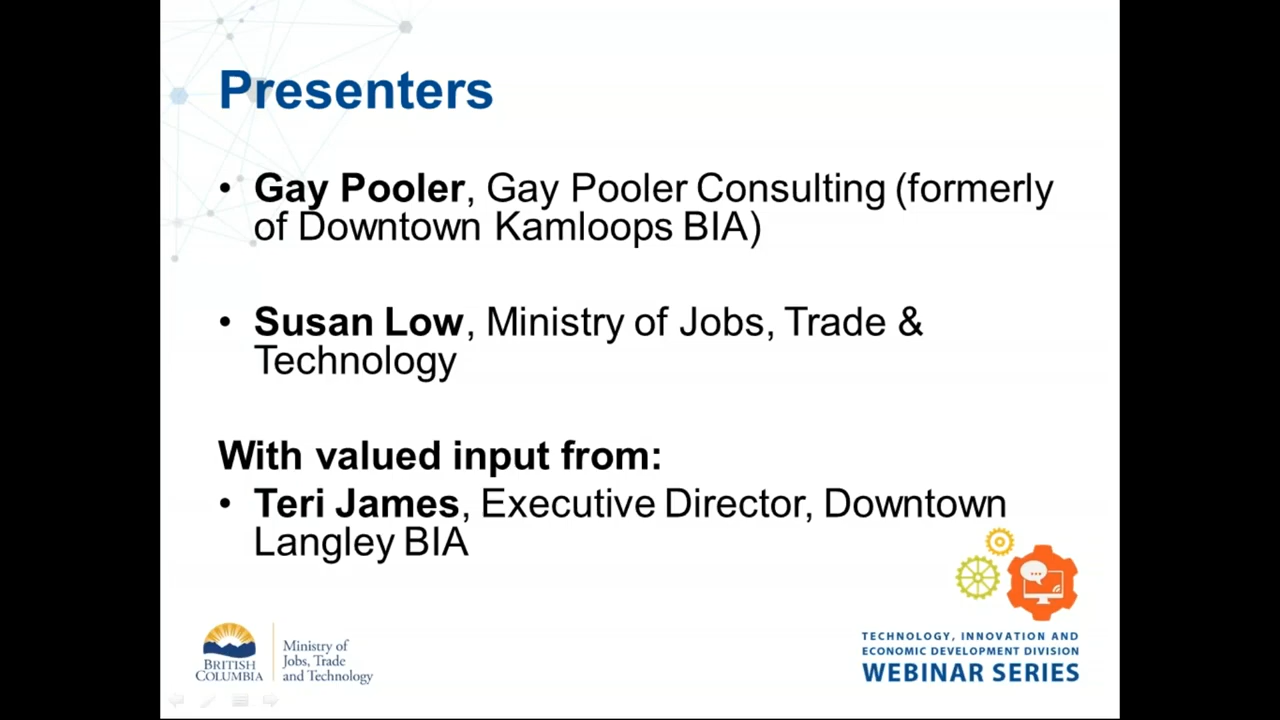 Presenters
• Gay Pooler, Gay Pooler Consulting (formerly
of Downtown Kamloops BIA)
• Susan Low, Ministry of Jobs, Trade &
Technology
With valued input from:
• Teri James, Executive Director, Downtown
Langley BIA
BRITISH
COLUMBIA
Ministry of
Jobs, Trade
and Technology
TECHNOLOGY, INNOVATION AND
ECONOMIC DEVELOPMENT DIVISION
WEBINAR SERIES